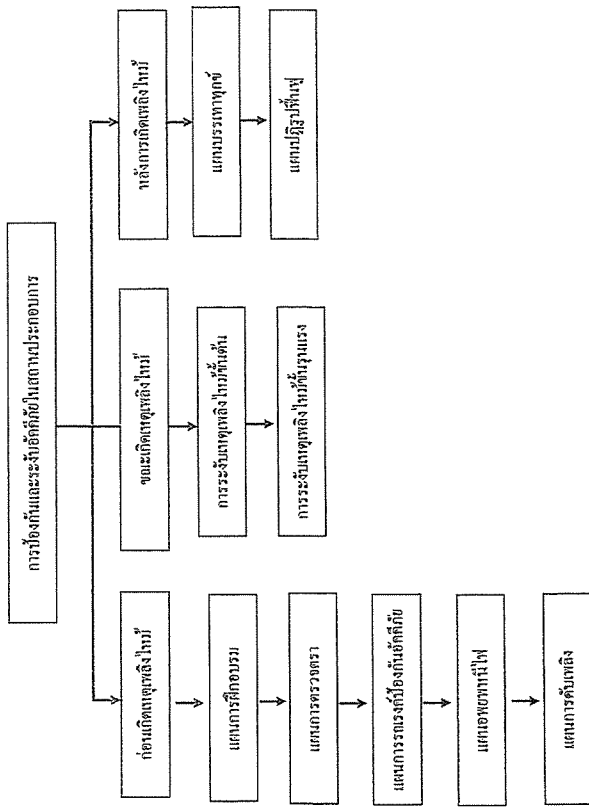 การป้องกันและระงับอัคคีภัยในสถานประกอบการ
ก่อนเกิดเหตุเพลิงไหม้
แผนการฝึกอบรม
แผนการตรวจตรา
แผนการรณรงค์ป้องกันอัคคีภัย
แผนอพยพหนีไฟ
แผนการดับเพลิง
ขณะเกิดเหตุเพลิงไหม้
การระงับเหตุเพลิงไหม้ขั้นต้น
การระงับเหตุเพลิงไหม้ขั้นรุนแรง
หลังการเกิดเพลิงไหม้
แผนบรรเทาทุกข์
แผนปฏิรูปฟื้นฟู